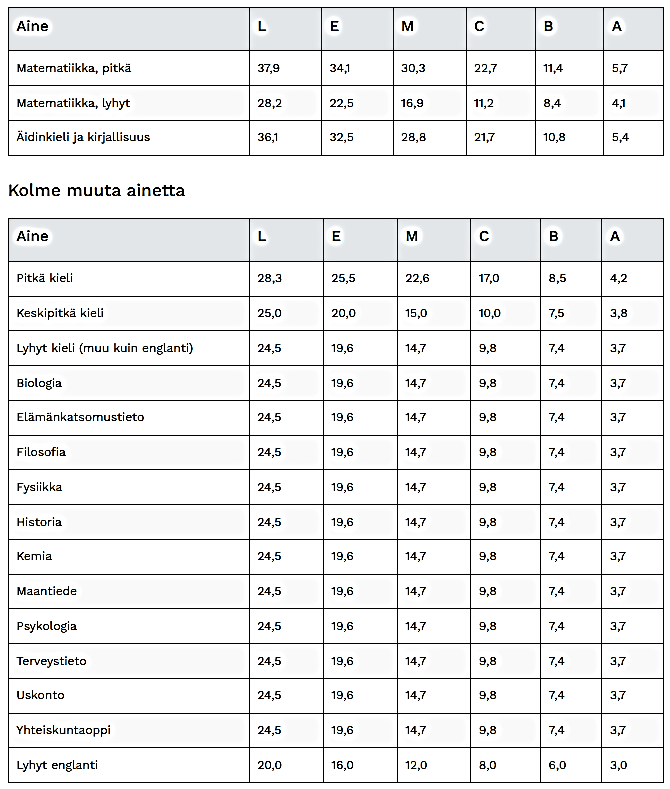 Aine L E M C B A
Matematiikka, pitkä 37,9 34,1 30,3 22,7 11,4 5,7
Matematiikka, lyhyt 28,2 22,5 16,9 11,2 8,4 4,1
Äidinkieli ja kirjallisuus 36,1 32,5 28,8 21,7 10,8 5,4
Kolme muuta ainetta
Aine L E M C B A
Pitkä kieli 28,3 25,5 22,6 17,0 8,5 4,2
Keskipitkä kieli 25,0 20,0 15,0 10,0 7,5 3,8
Lyhyt kieli (muu kuin englanti) 24,5 19,6 14,7 9,8 7,4 3,7
Biologia 24,5 19,6 14,7 9,8 7,4 3,7
Elämänkatsomustieto 24,5 19,6 14,7 9,8 7,4 3,7
Filosofia 24,5 19,6 14,7 9,8 7,4 3,7
Fysiikka 24,5 19,6 14,7 9,8 7,4 3,7
Historia 24,5 19,6 14,7 9,8 7,4 3,7
Kemia 24,5 19,6 14,7 9,8 7,4 3,7
Maantiede 24,5 19,6 14,7 9,8 7,4 3,7
Psykologia 24,5 19,6 14,7 9,8 7,4 3,7
Terveystieto 24,5 19,6 14,7 9,8 7,4 3,7
Uskonto 24,5 19,6 14,7 9,8 7,4 3,7
Yhteiskuntaoppi 24,5 19,6 14,7 9,8 7,4 3,7
Lyhyt englanti 20,0 16,0 12,0 8,0 6,0 3,0